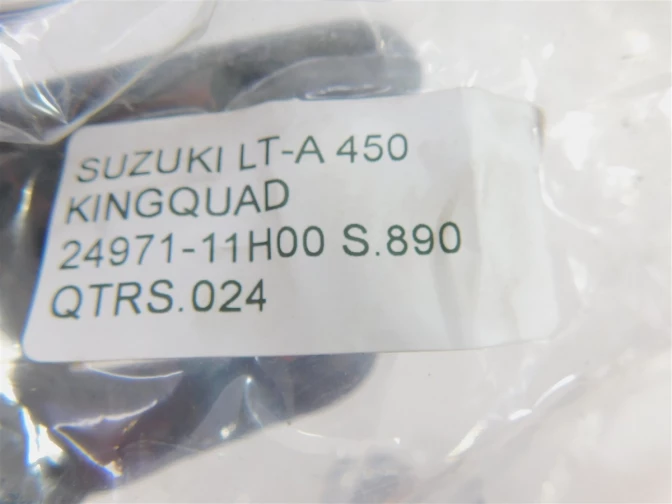 SUZUKI LT-A 450
KINGQUAD
24971-11H00 S.890
QTRS.024